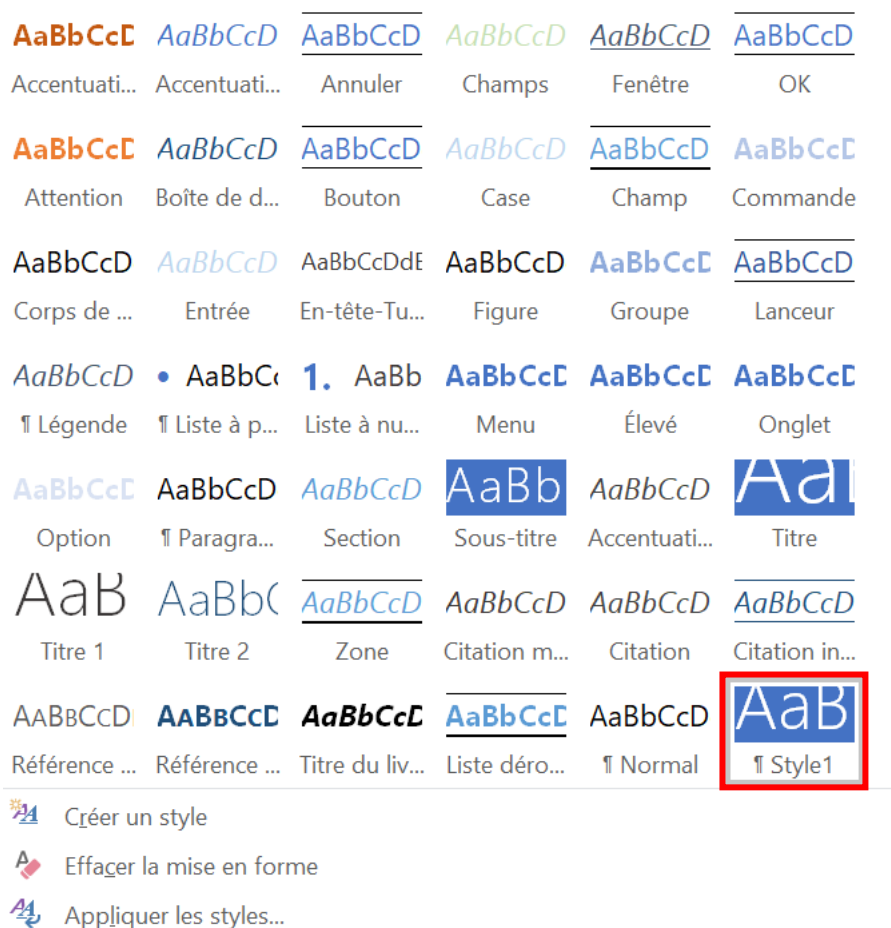 AaBbCcD AaBbCcD AaBbCcD AaBbCcD AaBbCcD AaBbCcD
Accentuati... Accentuati... Annuler Champs Fenêtre OK
AaBbCcD AaBbCcD AaBbCcD AaBbCcD AaBbCcD AaBbCcD
Attention Boîte de d... Bouton Case Champ Commande
AaBbCcD AaBbCcD AaBbCcDdE AaBbCcD AaBbCcD AaBbCcD
Corps de ... Entrée En-tête-Tu... Figure Groupe Lanceur
AaBbCcD • AaBbCc 1. AaBb AaBbCcD AaBbCcD AaBbCcD
¶ Légende ¶ Liste à p... Liste à nu... Menu Élevé Onglet
AaBbCcD AaBbCcD AaBbCcD AaBb AaBbCcD AaB
Option ¶ Paragra... Section Sous-titre Accentuati... Titre
AaB AaBbC AaBbCcD AaBbCcD AaBbCcD AaBbCcD
Titre 1 Titre 2 Zone Citation m... Citation Citation in...
AaBbCcD AaBbCcD AaBbCcD AaBbCcD AaBbCcD AaB
Référence ... Référence ... Titre du liv... Liste déro... ¶ Normal ¶ Style1
Créer un style
Effacer la mise en forme
Appliquer les styles...